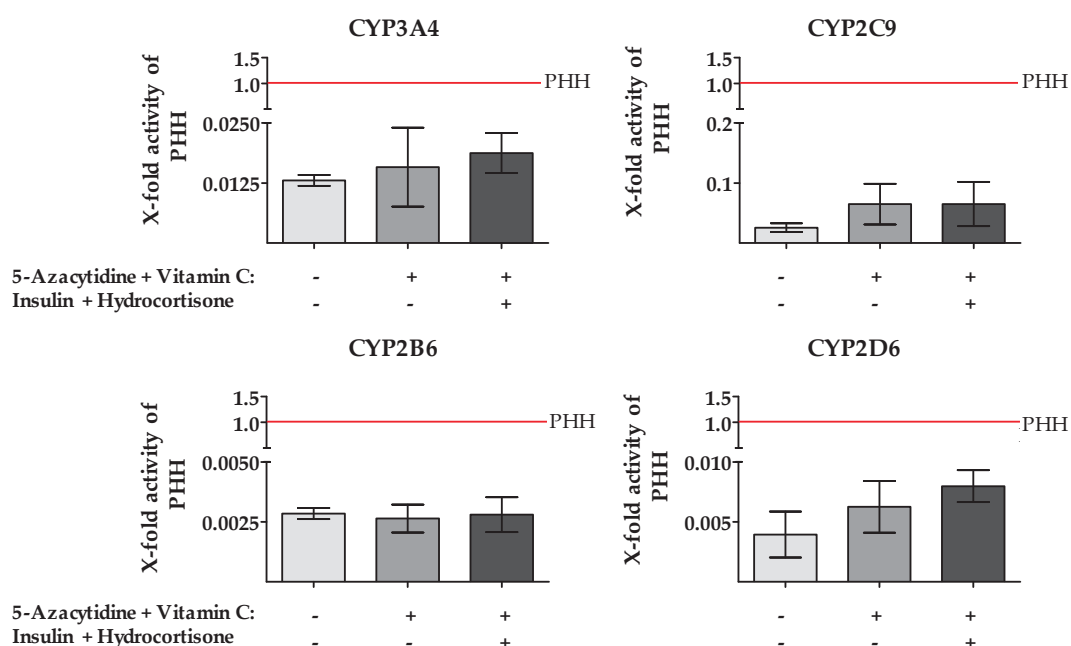 CYP3A4
X-fold activity of
PHH
1.5
1.0
0.0250
0.0125
PHH
5-Azacytidine + Vitamin C: - + +
Insulin + Hydrocortisone - - +
CYP2C9
X-fold activity of
PHH
1.5
1.0
0.2
0.1
PHH
- + +
- - +
CYP2B6
X-fold activity of
PHH
1.5
1.0
0.0050
0.0025
PHH
5-Azacytidine + Vitamin C: - + +
Insulin + Hydrocortisone - - +
CYP2D6
X-fold activity of
PHH
1.5
1.0
0.010
0.005
PHH
- + +
- - +